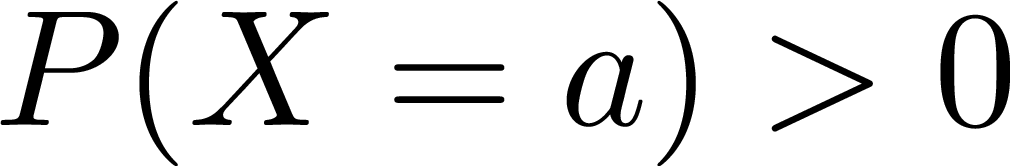 P(X = a) > 0